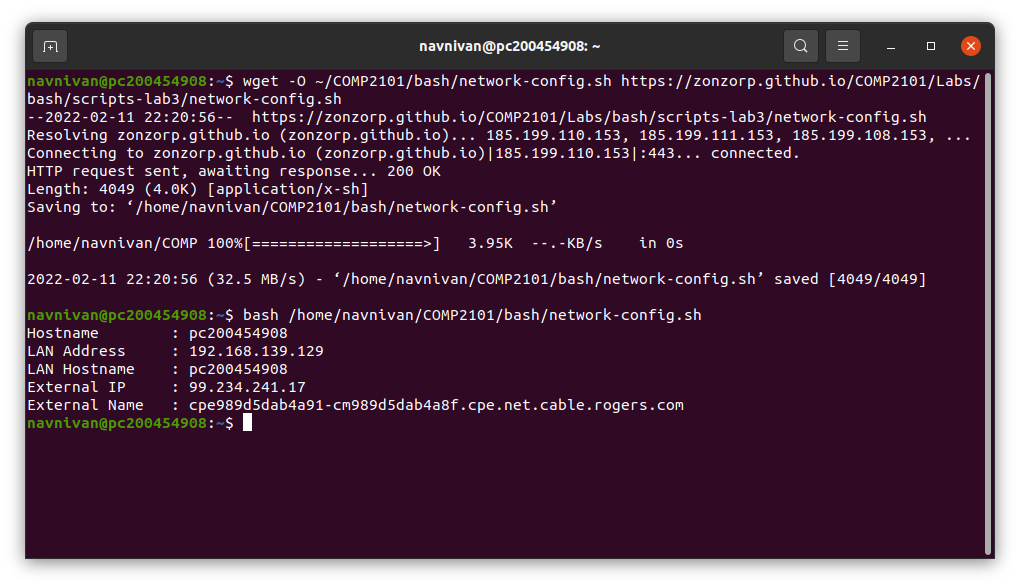 navnivan@pc200454908: ~
navnivan@pc200454908:~$ wget -O ~/COMP2101/bash/network-config.sh https://zonzorp.github.io/COMP2101/Labs/
bash/scripts-lab3/network-config.sh
--2022-02-11 22:20:56--  https://zonzorp.github.io/COMP2101/Labs/bash/scripts-lab3/network-config.sh
Resolving zonzorp.github.io (zonzorp.github.io)... 185.199.110.153, 185.199.111.153, 185.199.108.153, ...
Connecting to zonzorp.github.io (zonzorp.github.io)|185.199.110.153|:443... connected.
HTTP request sent, awaiting response... 200 OK
Length: 4049 (4.0K) [application/x-sh]
Saving to: ‘/home/navnivan/COMP2101/bash/network-config.sh’
/home/navnivan/COMP 100%[===================>]   3.95K  --.-KB/s    in 0s
2022-02-11 22:20:56 (32.5 MB/s) - ‘/home/navnivan/COMP2101/bash/network-config.sh’ saved [4049/4049]
navnivan@pc200454908:~$ bash /home/navnivan/COMP2101/bash/network-config.sh
Hostname        : pc200454908
LAN Address     : 192.168.139.129
LAN Hostname    : pc200454908
External IP     : 99.234.241.17
External Name   : cpe989d5dab4a91-cm989d5dab4a8f.cpe.net.cable.rogers.com
navnivan@pc200454908:~$